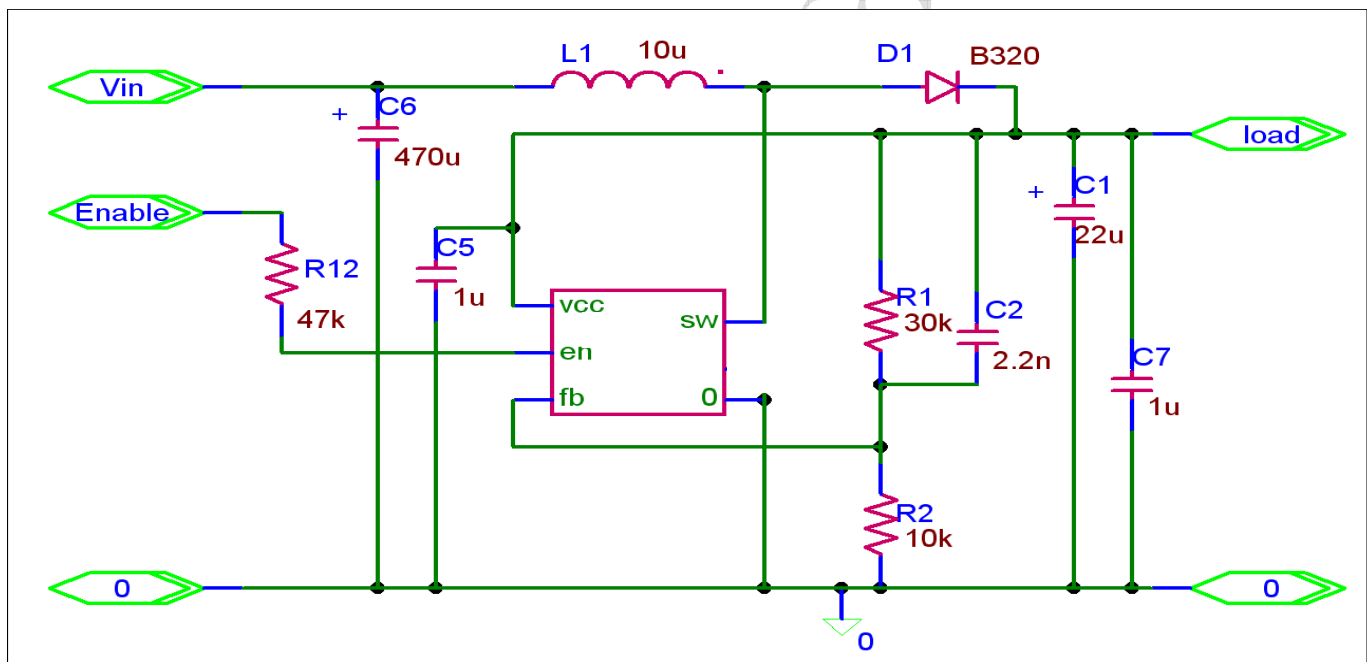 L1
10u
D1
B320
Vin
+
C6
470u
load
Enable
+
C1
22u
C5
1u
R12
47k
vcc
sw
en
fb
0
R1
30k
C2
2.2n
C7
1u
R2
10k
0
0
0